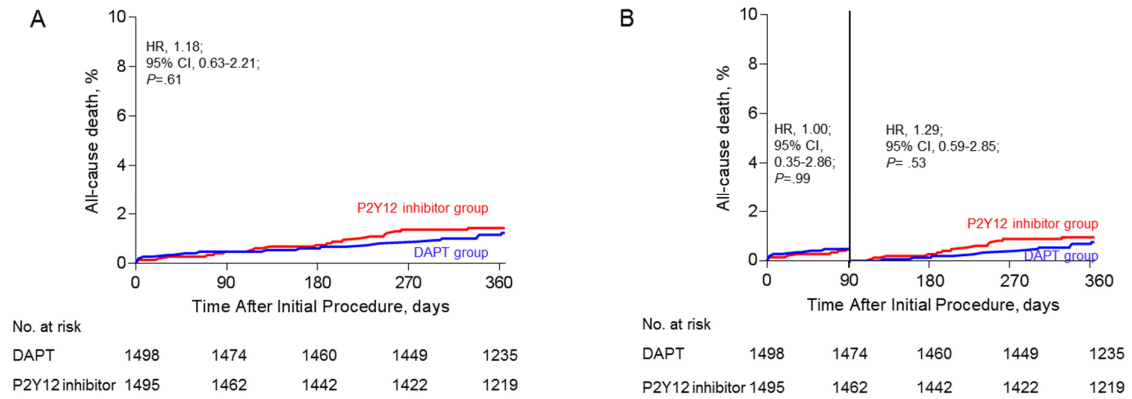 A
All-cause death, %
10
8
6
4
2
0
HR, 1.18;
95% CI, 0.63-2.21;
P=.61
P2Y12 inhibitor group
DAPT group
0 90 180 270 360
Time After Initial Procedure, days
No. at risk
DAPT 1498 1474 1460 1449 1235
P2Y12 inhibitor 1495 1462 1442 1422 1219
B
All-cause death, %
10
8
6
4
2
0
HR, 1.00;
95% CI,
0.35-2.86;
P=.99
HR, 1.29;
95% CI, 0.59-2.85;
P= .53
P2Y12 inhibitor group
DAPT group
0 90 180 270 360
Time After Initial Procedure, days
No. at risk
DAPT 1498 1474 1460 1449 1235
P2Y12 inhibitor 1495 1462 1442 1422 1219